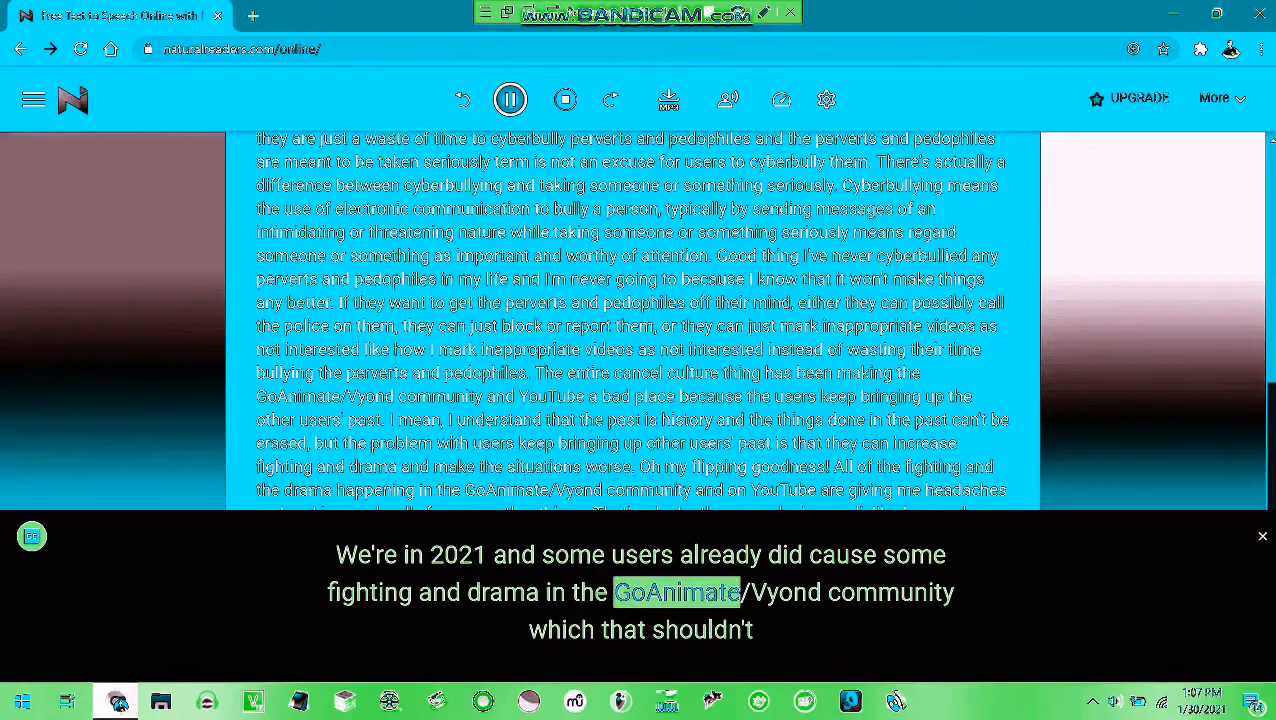 Free Text to Speech Online with
www.BANDICAM.com
naturalreaders.com/online/
MP3
UPGRADE
More
they are just a waste of time to cyberbully perverts and pedophiles and the perverts and pedophiles
are meant to be taken seriously term is not an excuse for users to cyberbully them. There's actually a
difference between cyberbullying and taking someone or something seriously. Cyberbullying means
the use of electronic communication to bully a person, typically by sending messages of an
intimidating or threatening nature while taking someone or something seriously means regard
someone or something as important and worthy of attention. Good thing I've never cyberbullied any
perverts and pedophiles in my life and I'm never going to because I know that it won't make things
any better. If they want to get the perverts and pedophiles off their mind, either they can possibly call
the police on them, they can just block or report them, or they can just mark inappropriate videos as
not interested like how I mark inappropriate videos as not interested instead of wasting their time
bullying the perverts and pedophiles. The entire cancel culture thing has been making the
GoAnimate/Vyond community and YouTube a bad place because the users keep bringing up the
other users' past. I mean, I understand that the past is history and the things done in the past can't be
erased, but the problem with users keep bringing up other users' past is that they can increase
fighting and drama and make the situations worse. Oh my flipping goodness! All of the fighting and
the drama happening in the GoAnimate/Vyond community and on YouTube are giving me headaches
We're in 2021 and some users already did cause some
fighting and drama in the GoAnimate/Vyond community
which that shouldn't
1:07 PM
1/30/2021